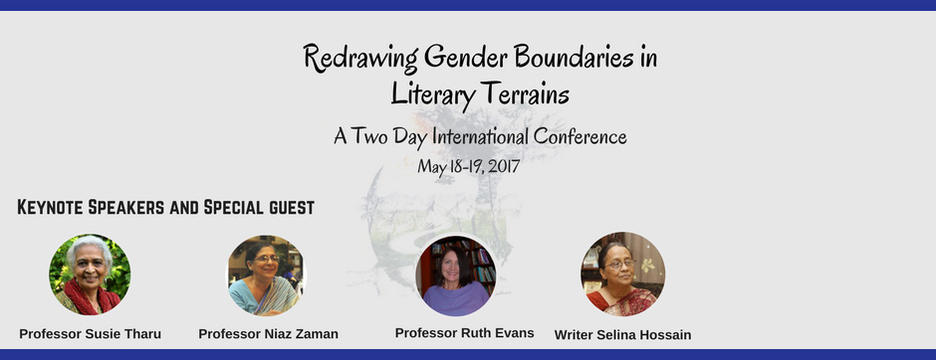 Redrawing Gender Boundaries in
Literary Terrains
A Two Day International Conference
May 18-19, 2017
Keynote Speakers and Special guest
Professor Susie Tharu
Professor Niaz Zaman
Professor Ruth Evans
Writer Selina Hossain